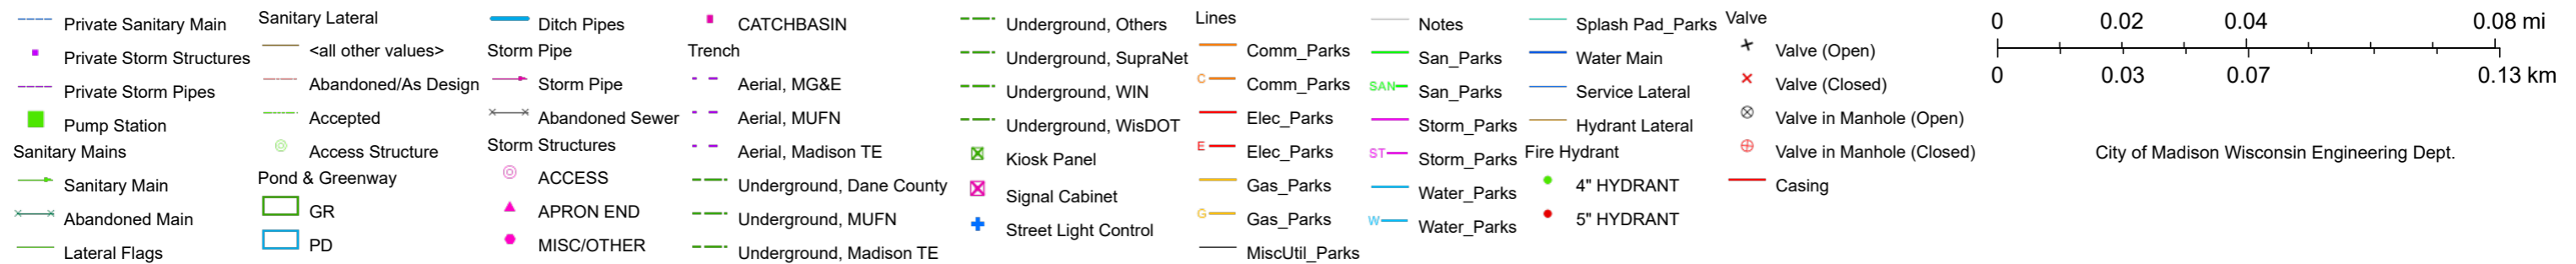 Private Sanitary Main
Private Storm Structures
Private Storm Pipes
Pump Station
Sanitary Mains
Sanitary Main
Abandoned Main
Lateral Flags
Sanitary Lateral
<all other values>
Abandoned/As Design
Accepted
Access Structure
Pond & Greenway
GR
PD
Ditch Pipes
Storm Pipe
Storm Pipe
Abandoned Sewer
Storm Structures
ACCESS
APRON END
MISC/OTHER
CATCHBASIN
Trench
Aerial, MG&E
Aerial, MUFN
Aerial, Madison TE
Underground, Dane County
Underground, MUFN
Underground, Madison TE
Underground, Others
Underground, SupraNet
Underground, WIN
Underground, WisDOT
Kiosk Panel
Signal Cabinet
Street Light Control
Lines
Comm_Parks
C Comm_Parks
Elec_Parks
E Elec_Parks
Gas_Parks
G Gas_Parks
MiscUtil_Parks
Notes
San_Parks
SAN San_Parks
Storm_Parks
ST Storm_Parks
Water_Parks
W Water_Parks
Splash Pad_Parks
Water Main
Service Lateral
Hydrant Lateral
Fire Hydrant
4" HYDRANT
5" HYDRANT
Valve
Valve (Open)
Valve (Closed)
Valve in Manhole (Open)
Valve in Manhole (Closed)
Casing
0 0.02 0.04 0.08 mi
0 0.03 0.07 0.13 km
City of Madison Wisconsin Engineering Dept.